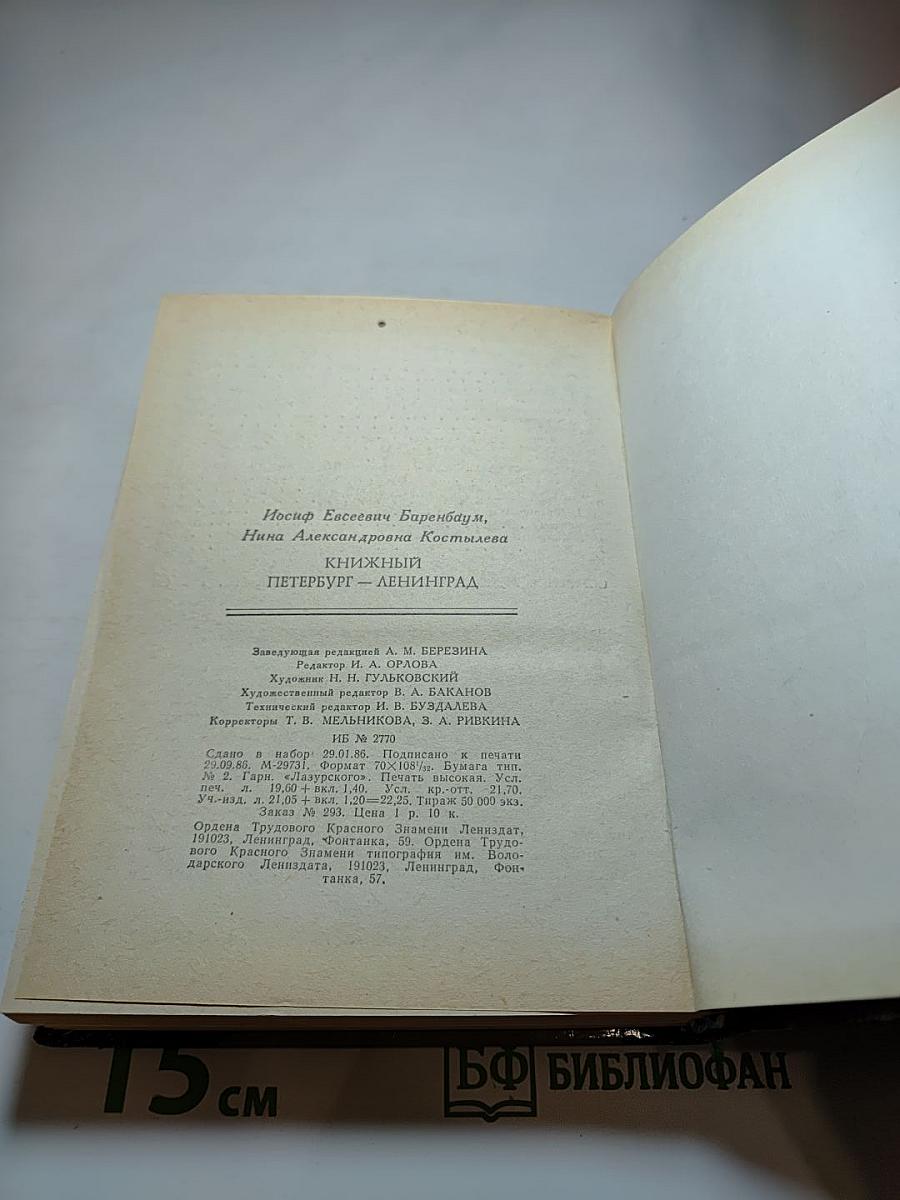 Иосиф Евсеевич Баренбаум,
Нина Александровна Костылева
КНИЖНЫЙ
ПЕТЕРБУРГ — ЛЕНИНГРАД
Заведующая редакцией А. М. БЕРЕЗИНА
Редактор И. А. ОРЛОВА
Художник Н. Н. ГУЛЬКОВСКИЙ
Художественный редактор В. А. БАКАНОВ
Технический редактор И. В. БУЗДАЛЕВА
Корректоры Т. В. МЕЛЬНИКОВА, З. А. РИВКИНА
ИБ № 2770
Сдано в набор 29.01.86. Подписано к печати
29.09.86. М-29731. Формат 70×108¹/₃₂. Бумага тип.
№ 2. Гарн. «Лазурского». Печать высокая. Усл.
печ. л. 19,60 + вкл. 1,40. Усл. кр.-отт. 21,70.
Уч.-изд. л. 21,05 + вкл. 1,20=22,25. Тираж 50 000 экз.
Заказ № 293. Цена 1 р. 10 к.
Ордена Трудового Красного Знамени Лениздат,
191023, Ленинград, Фонтанка, 59. Ордена Трудо-
вого Красного Знамени типография им. Воло-
дарского Лениздата, 191023, Ленинград, Фон-
танка, 57.
15 см
БФ БИБЛИОФАН